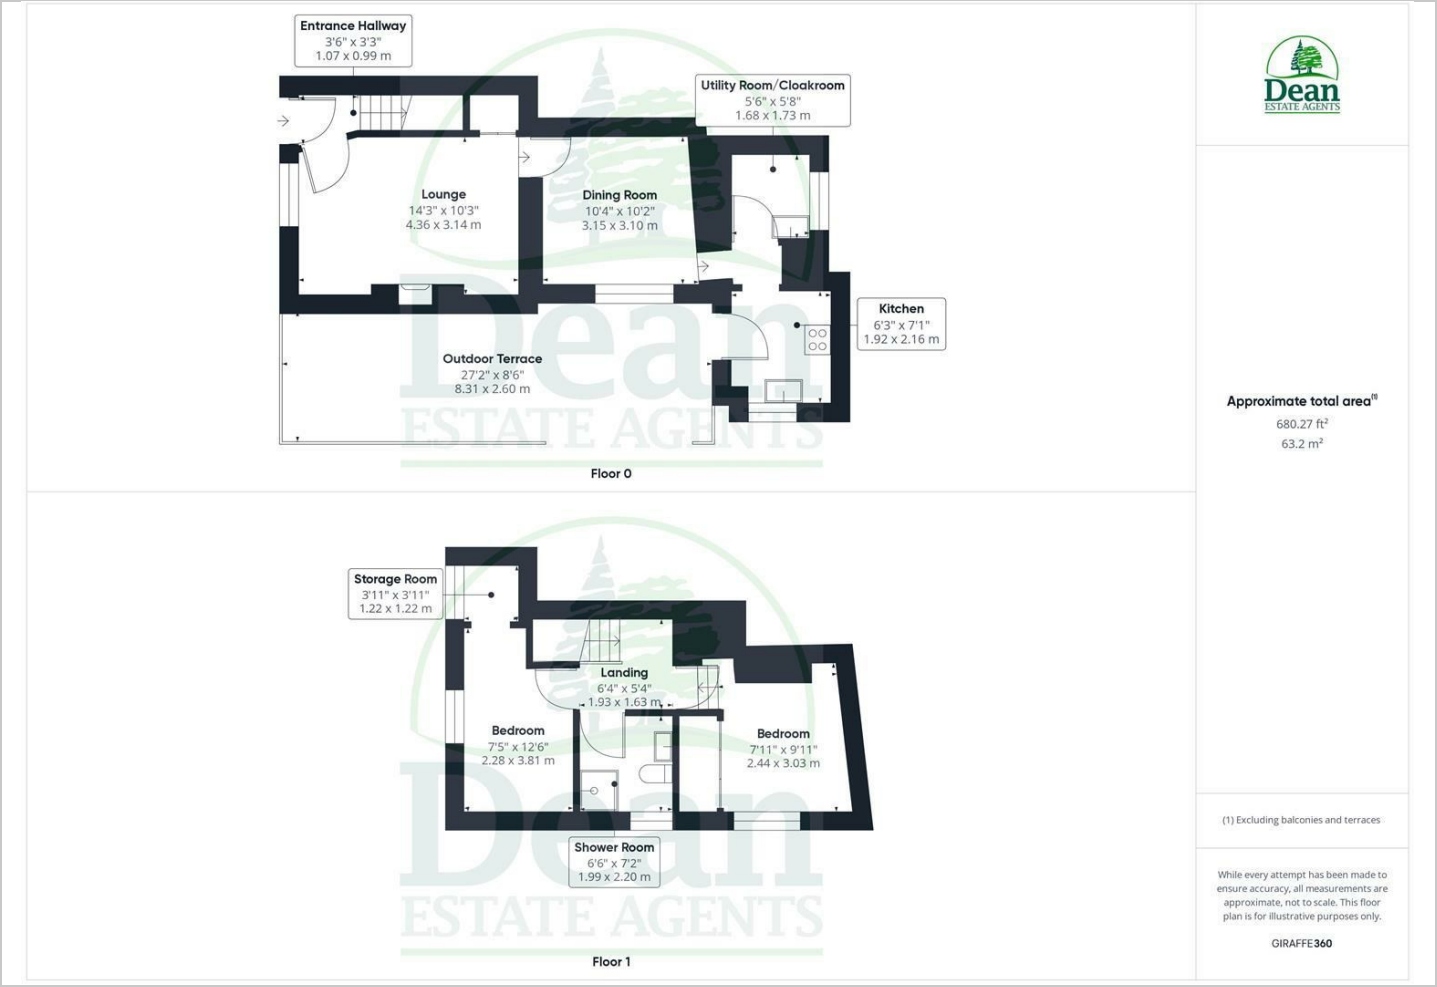 Entrance Hallway
3'6" x 3'3"
1.07 x 0.99 m
Utility Room/Cloakroom
5'6" x 5'8"
1.68 x 1.73 m
Lounge
14'3" x 10'3"
4.36 x 3.14 m
Dining Room
10'4" x 10'2"
3.15 x 3.10 m
Kitchen
6'3" x 7'1"
1.92 x 2.16 m
Outdoor Terrace
27'2" x 8'6"
8.31 x 2.60 m
Dean
ESTATE AGENTS
Floor 0
Storage Room
3'11" x 3'11"
1.22 x 1.22 m
Landing
6'4" x 5'4"
1.93 x 1.63 m
Bedroom
7'5" x 12'6"
2.28 x 3.81 m
Bedroom
7'11" x 9'11"
2.44 x 3.03 m
Shower Room
6'6" x 7'2"
1.99 x 2.20 m
Dean
ESTATE AGENTS
Floor 1
Dean
ESTATE AGENTS
Approximate total area(1)
680.27 ft²
63.2 m²
(1) Excluding balconies and terraces
While every attempt has been made to
ensure accuracy, all measurements are
approximate, not to scale. This floor
plan is for illustrative purposes only.
GIRAFFE360